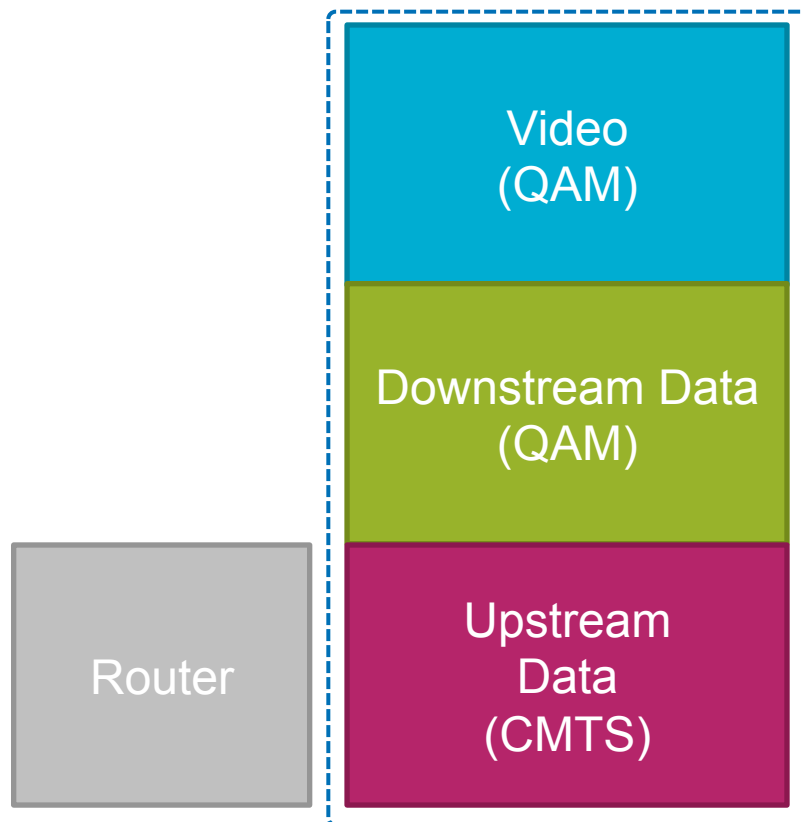 Video
(QAM)
Downstream Data
(QAM)
Router
Upstream
Data
(CMTS)